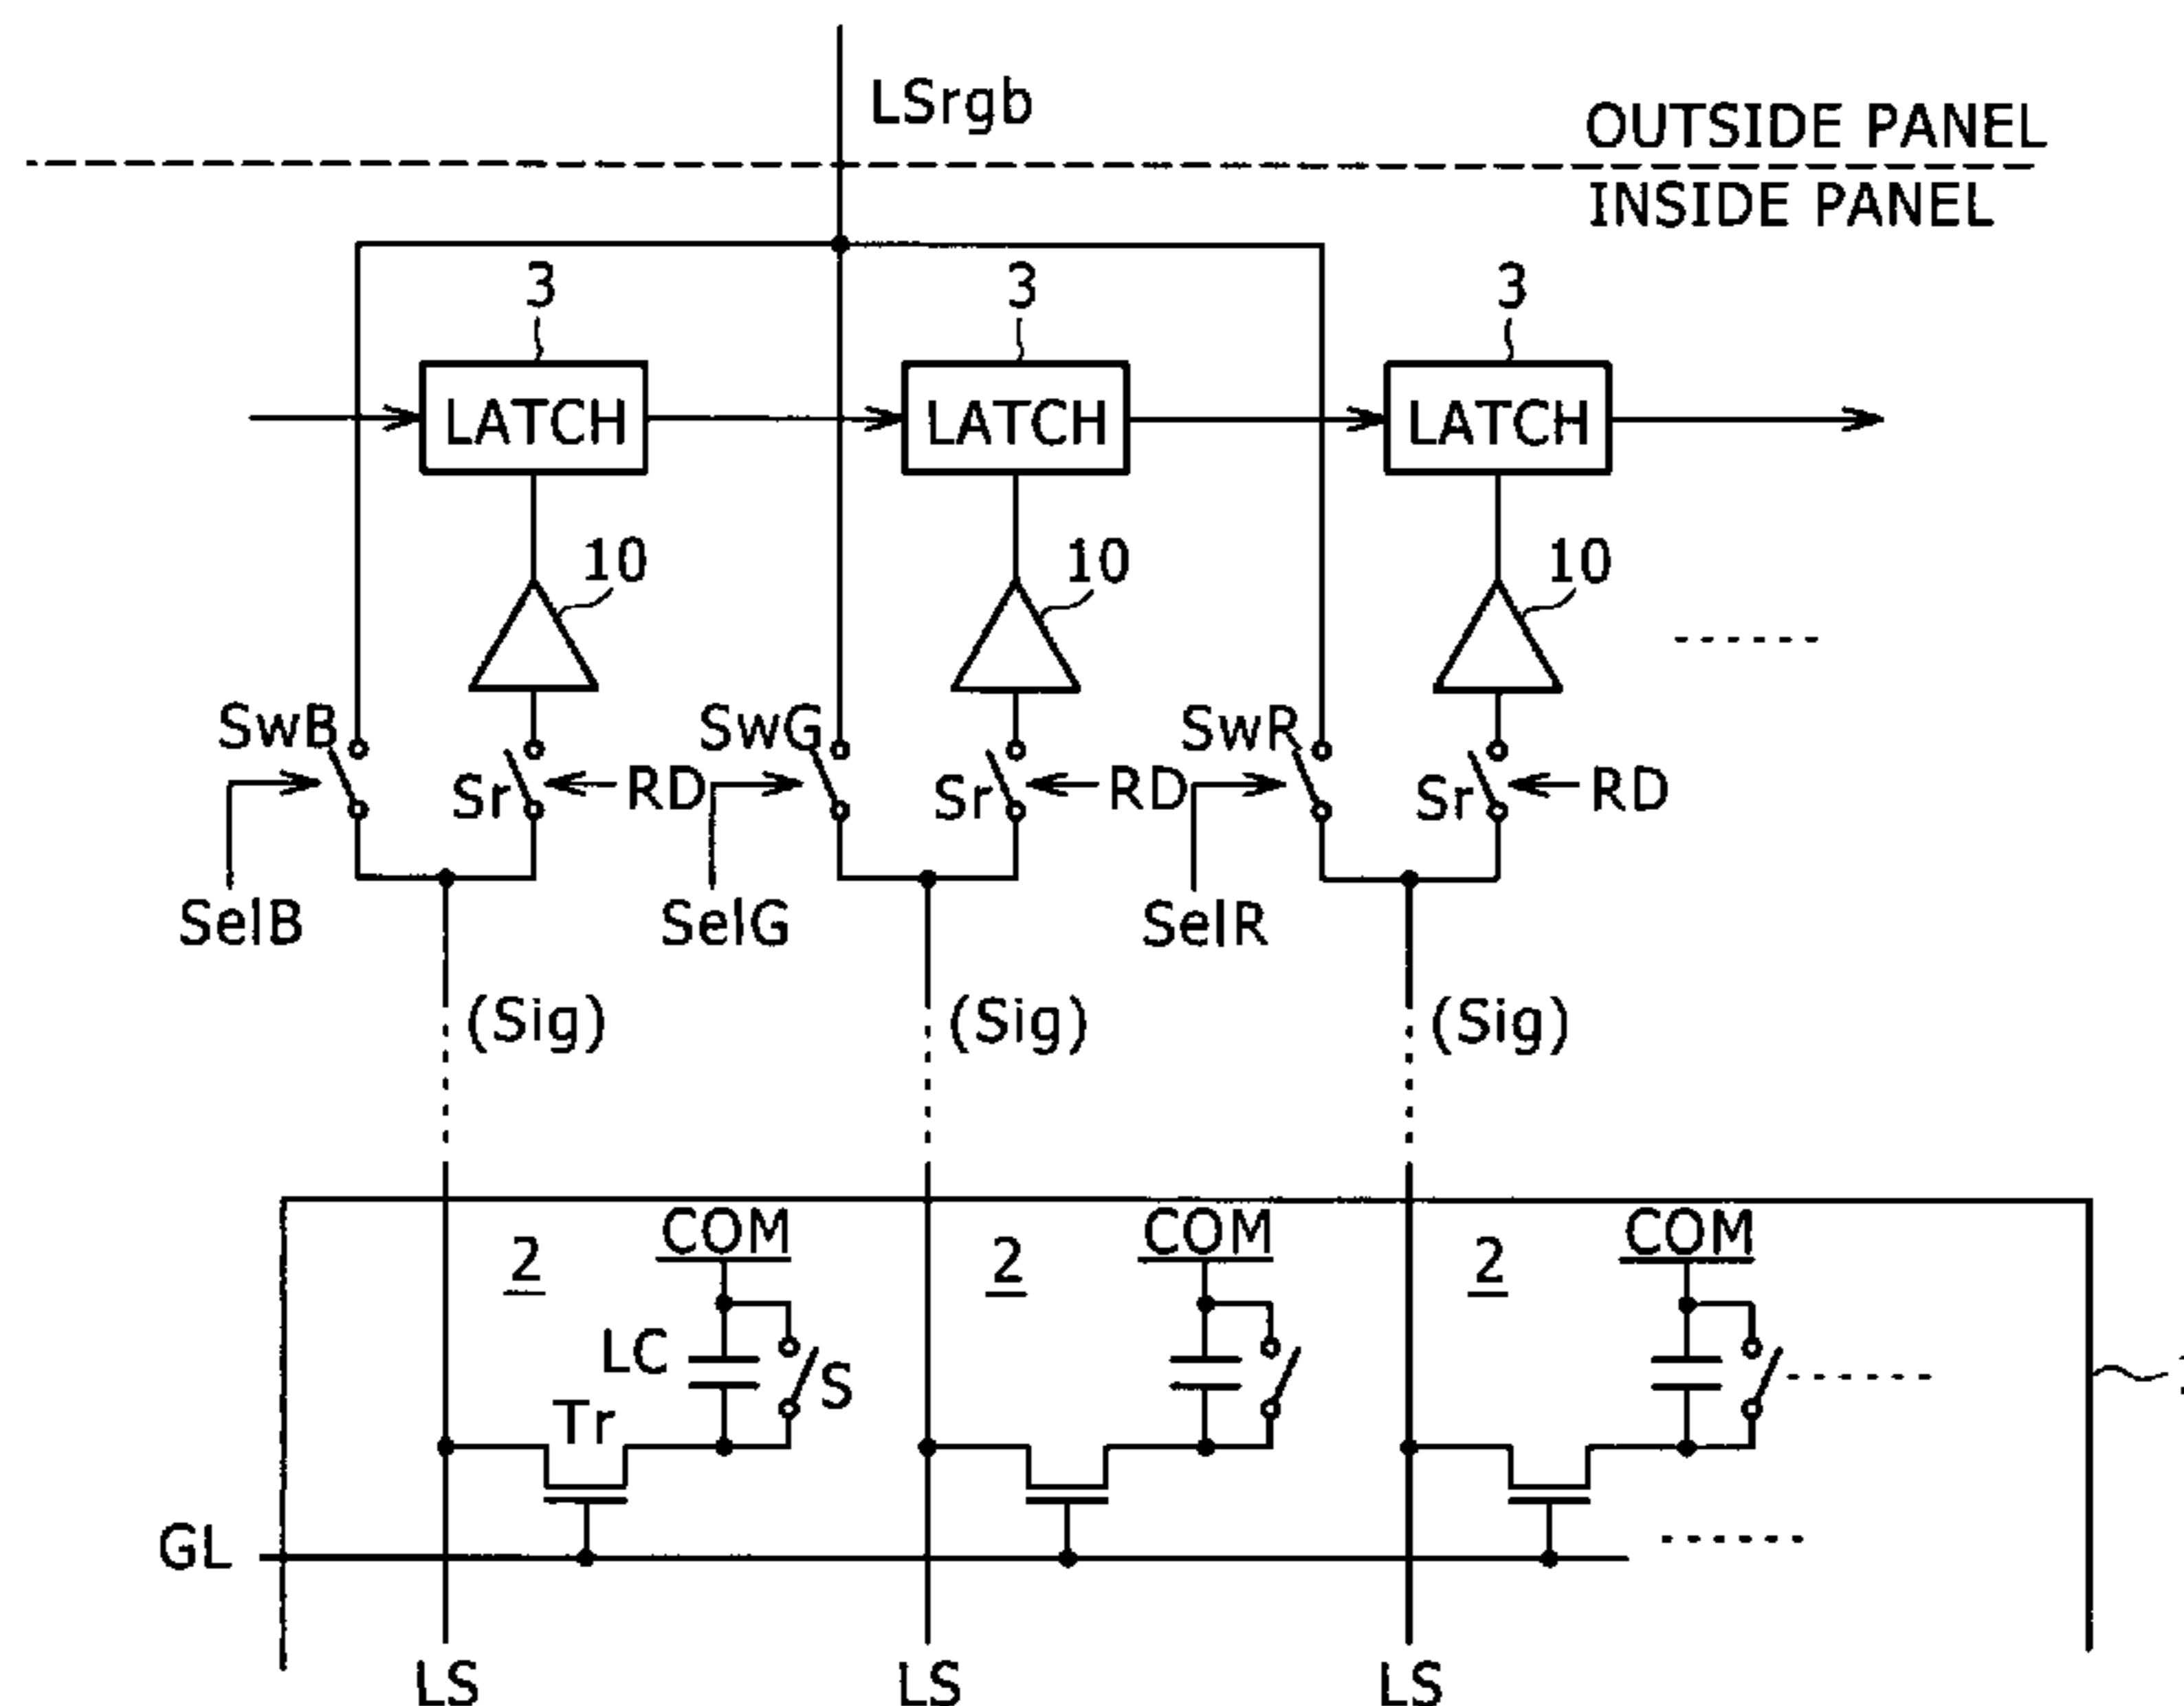 LSrgb
OUTSIDE PANEL
INSIDE PANEL
3 3 3
LATCH LATCH LATCH
10 10 10
SwB SwG SwR
Sr RD Sr RD Sr RD
SelB SelG SelR
(Sig) (Sig) (Sig)
COM COM COM
2 2 2
LC
S
Tr
GL
LS LS LS